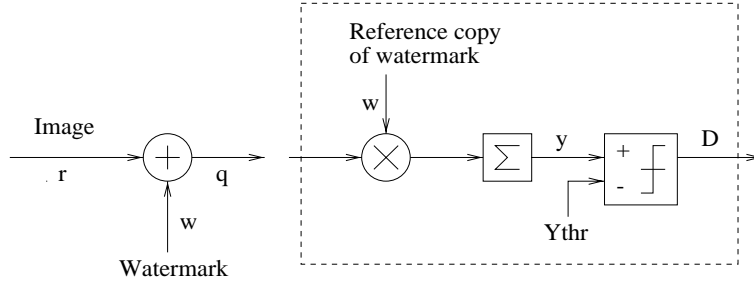 Reference copy
of watermark
w
Image
r
+
q
w
Watermark
×
Σ
y
+
-
D
Ythr